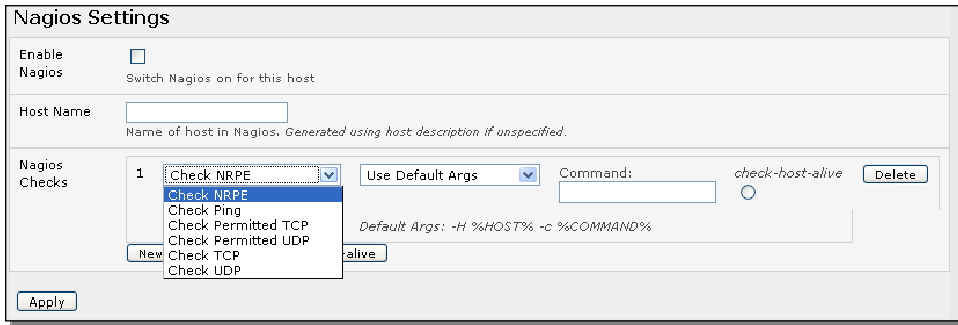 Nagios Settings
Enable
Nagios
Switch Nagios on for this host
Host Name
Name of host in Nagios. Generated using host description if unspecified.
Nagios
Checks
1 Check NRPE Use Default Args Command: check-host-alive Delete
Check NRPE
Check Ping
Check Permitted TCP
Check Permitted UDP
Check TCP
Check UDP
Default Args: -H %HOST% -c %COMMAND%
New
-alive
Apply